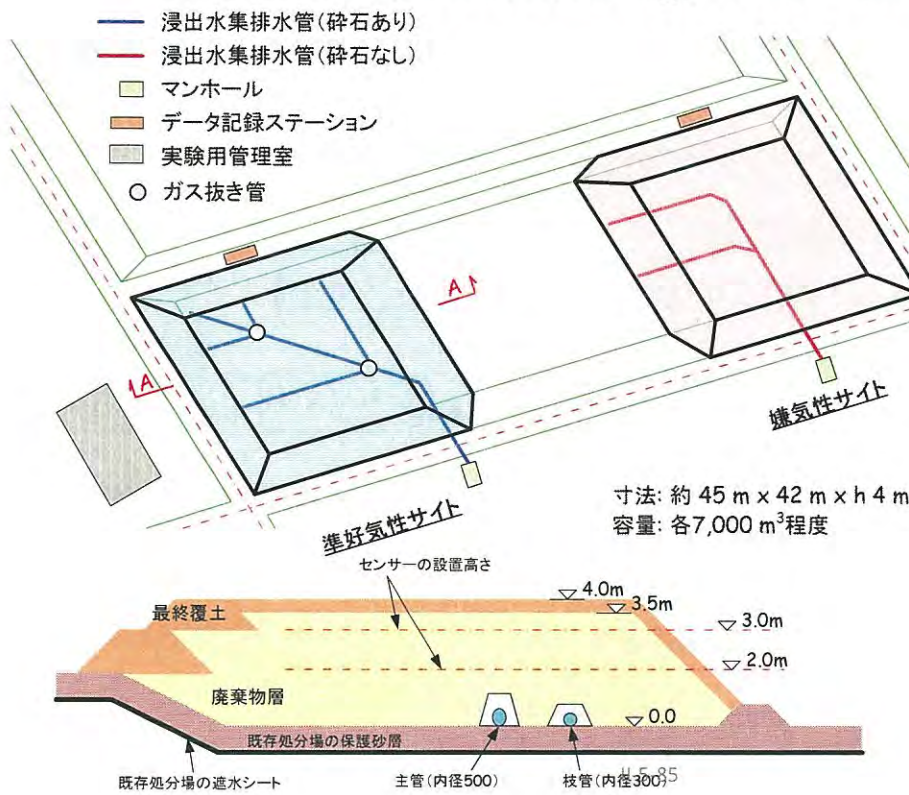 浸出水集排水管(砕石あり)
浸出水集排水管(砕石なし)
マンホール
データ記録ステーション
実験用管理室
ガス抜き管
A
A
嫌気性サイト
準好気性サイト
寸法: 約 45 m x 42 m x h 4 m
容量: 各7,000 m³程度
センサーの設置高さ
最終覆土
4.0m
3.5m
3.0m
2.0m
廃棄物層
0.0
既存処分場の保護砂層
既存処分場の遮水シート
主管(内径500)
枝管(内径300)
II-5-85